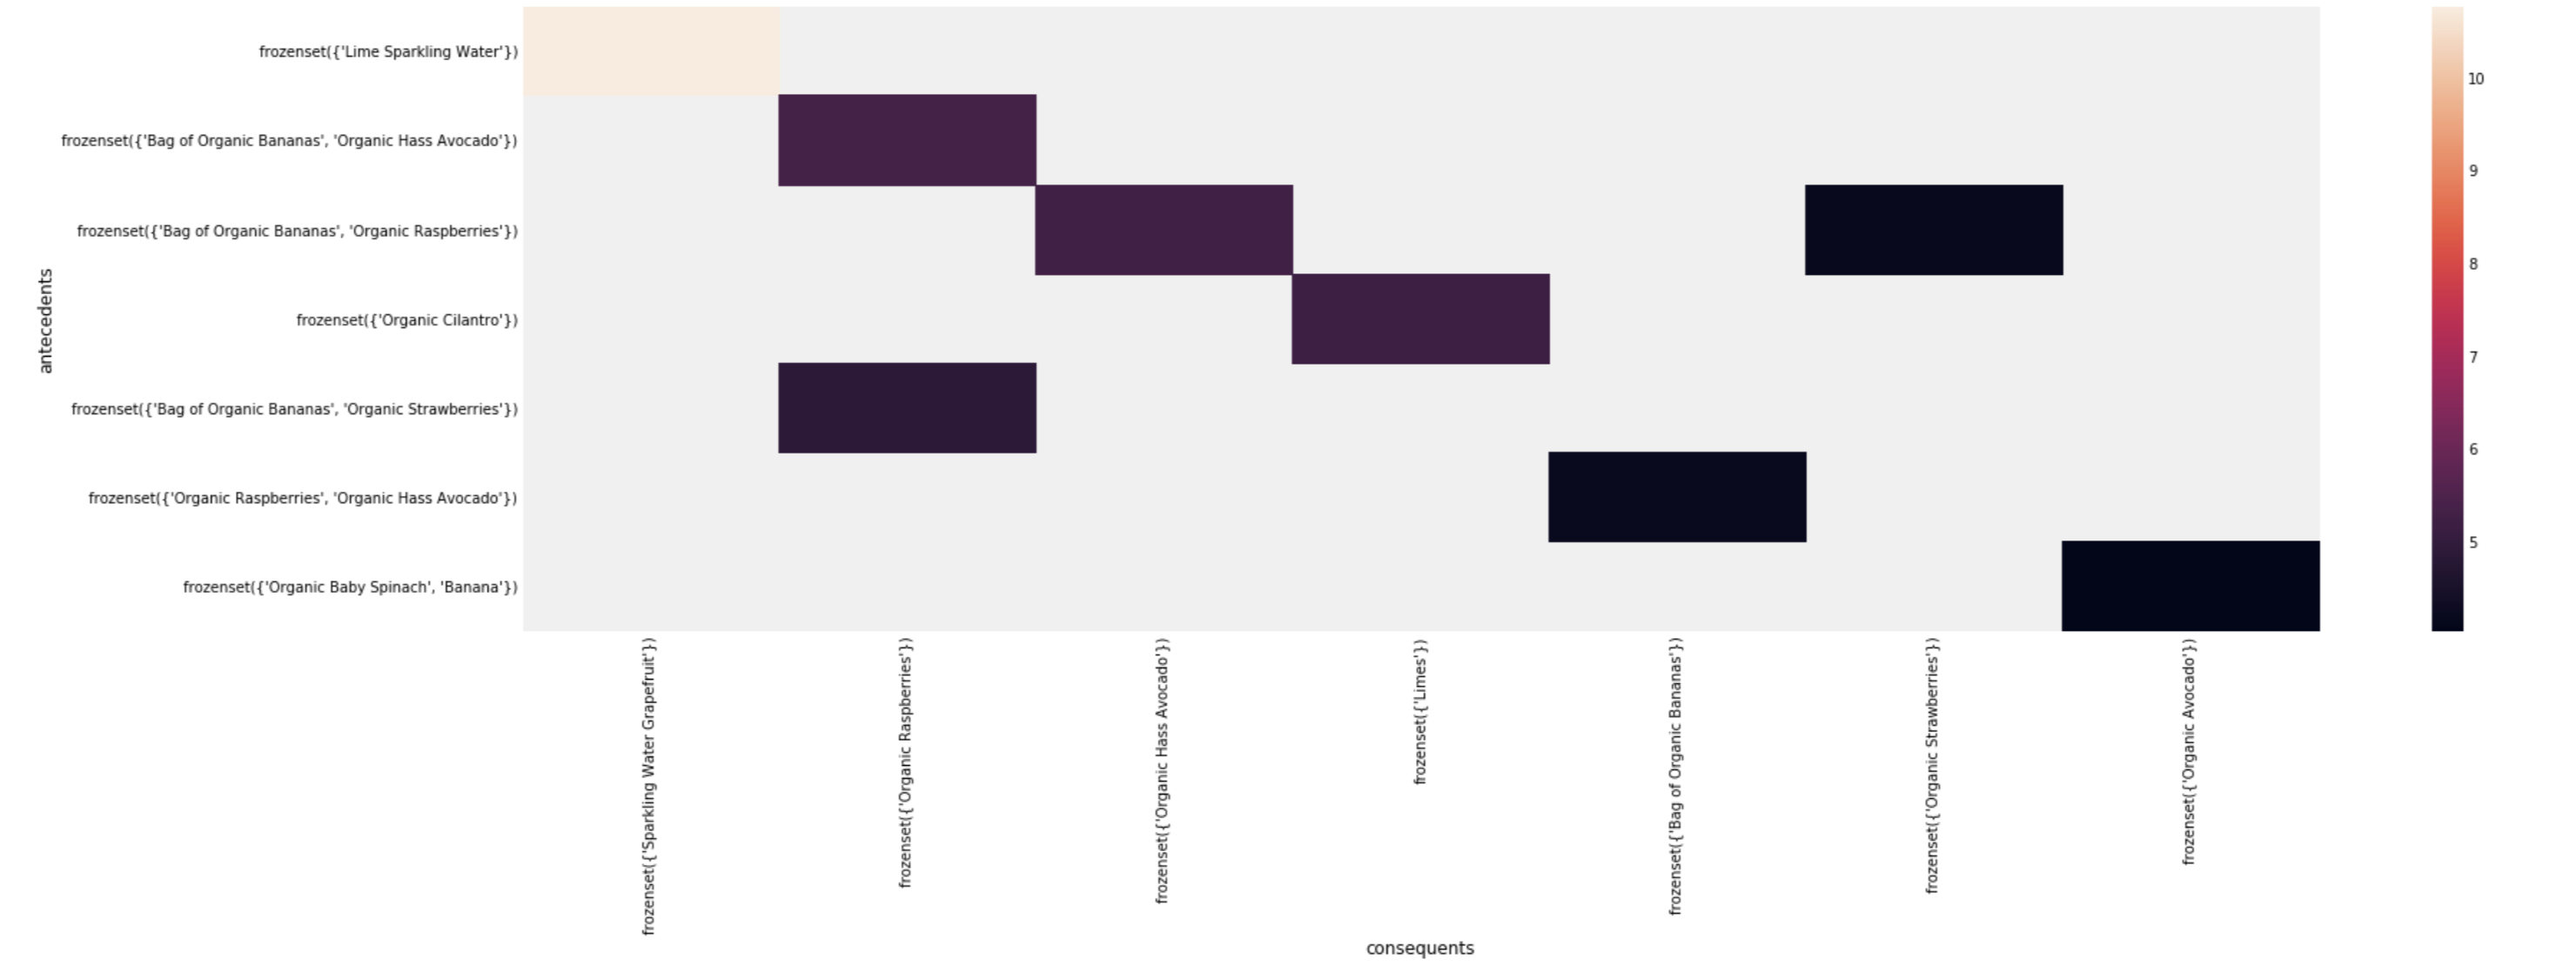 antecedents
frozenset({'Lime Sparkling Water'})
frozenset({'Bag of Organic Bananas', 'Organic Hass Avocado'})
frozenset({'Bag of Organic Bananas', 'Organic Raspberries'})
frozenset({'Organic Cilantro'})
frozenset({'Bag of Organic Bananas', 'Organic Strawberries'})
frozenset({'Organic Raspberries', 'Organic Hass Avocado'})
frozenset({'Organic Baby Spinach', 'Banana'})
frozenset({'Sparkling Water Grapefruit'})
frozenset({'Organic Raspberries'})
frozenset({'Organic Hass Avocado'})
frozenset({'Limes'})
frozenset({'Bag of Organic Bananas'})
frozenset({'Organic Strawberries'})
frozenset({'Organic Avocado'})
consequents
10
9
8
7
6
5